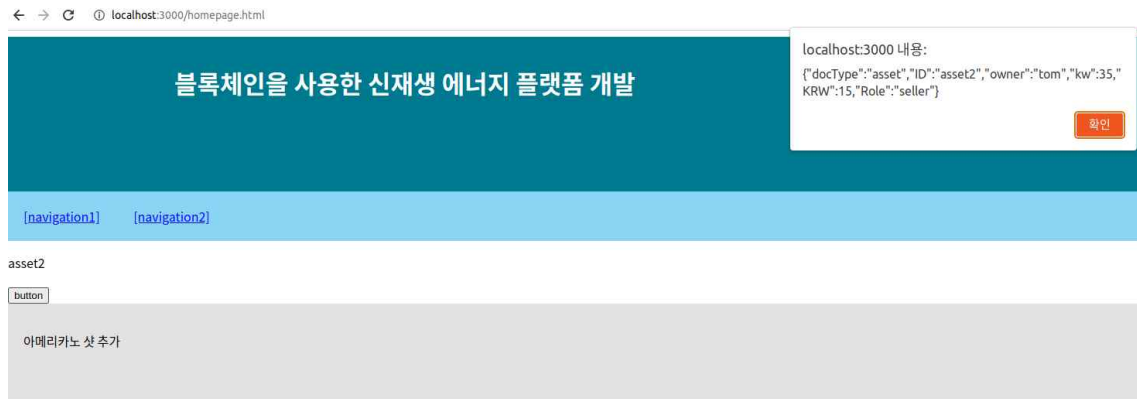 localhost:3000/homepage.html
블록체인을 사용한 신재생 에너지 플랫폼 개발
localhost:3000 내용:
{"docType":"asset","ID":"asset2","owner":"tom","kw":35,"
KRW":15,"Role":"seller"}
확인
[navigation1] [navigation2]
asset2
button
아메리카노 샷 추가